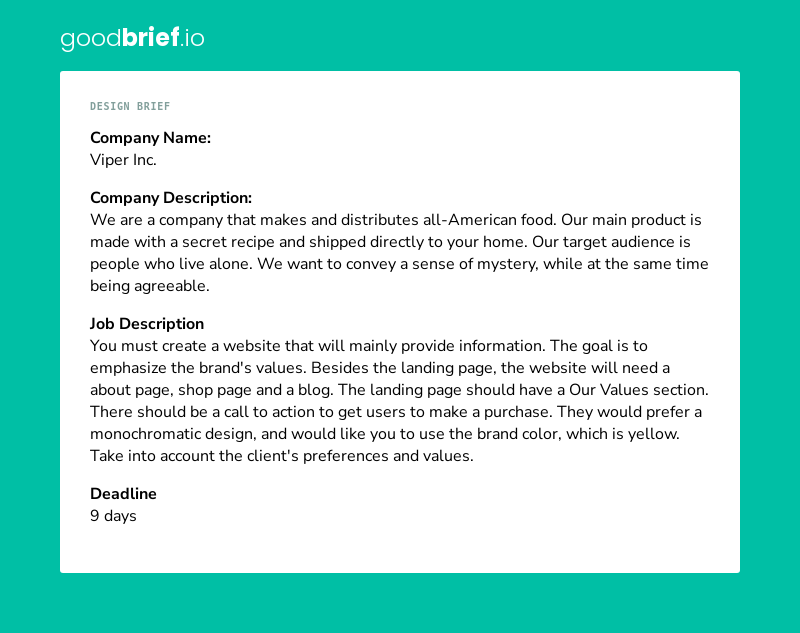 goodbrief.io
DESIGN BRIEF
Company Name:
Viper Inc.
Company Description:
We are a company that makes and distributes all-American food. Our main product is
made with a secret recipe and shipped directly to your home. Our target audience is
people who live alone. We want to convey a sense of mystery, while at the same time
being agreeable.
Job Description
You must create a website that will mainly provide information. The goal is to
emphasize the brand's values. Besides the landing page, the website will need a
about page, shop page and a blog. The landing page should have a Our Values section.
There should be a call to action to get users to make a purchase. They would prefer a
monochromatic design, and would like you to use the brand color, which is yellow.
Take into account the client's preferences and values.
Deadline
9 days